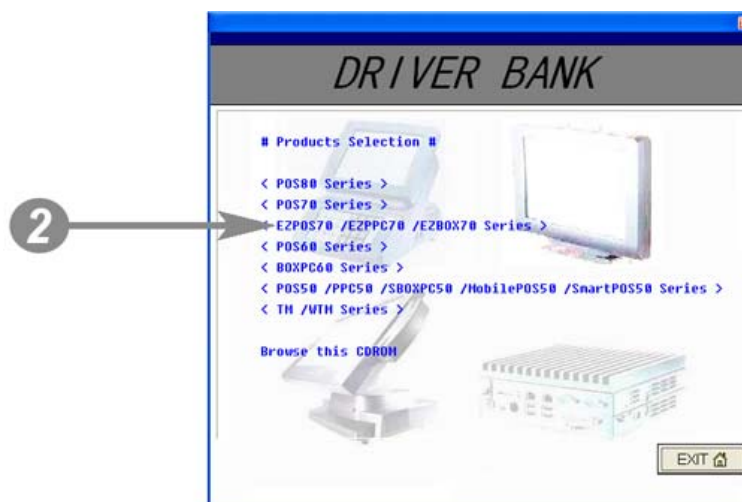 DRIVER BANK
# Products Selection #
< POS80 Series >
< POS70 Series >
2
< EZPOS70 /EZPPC70 /EZBOX70 Series >
< POS60 Series >
< BOXPC60 Series >
< POS50 /PPC50 /SBOXPC50 /MobilePOS50 /SmartPOS50 Series >
< TM /WTM Series >
Browse this CDROM
EXIT